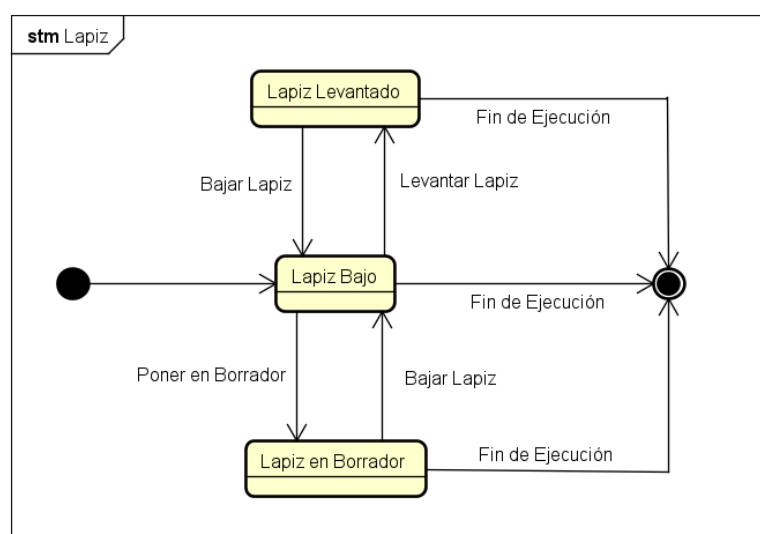 stm Lapiz
Lapiz Levantado
Fin de Ejecución
Bajar Lapiz
Levantar Lapiz
Lapiz Bajo
Fin de Ejecución
Poner en Borrador
Bajar Lapiz
Lapiz en Borrador
Fin de Ejecución